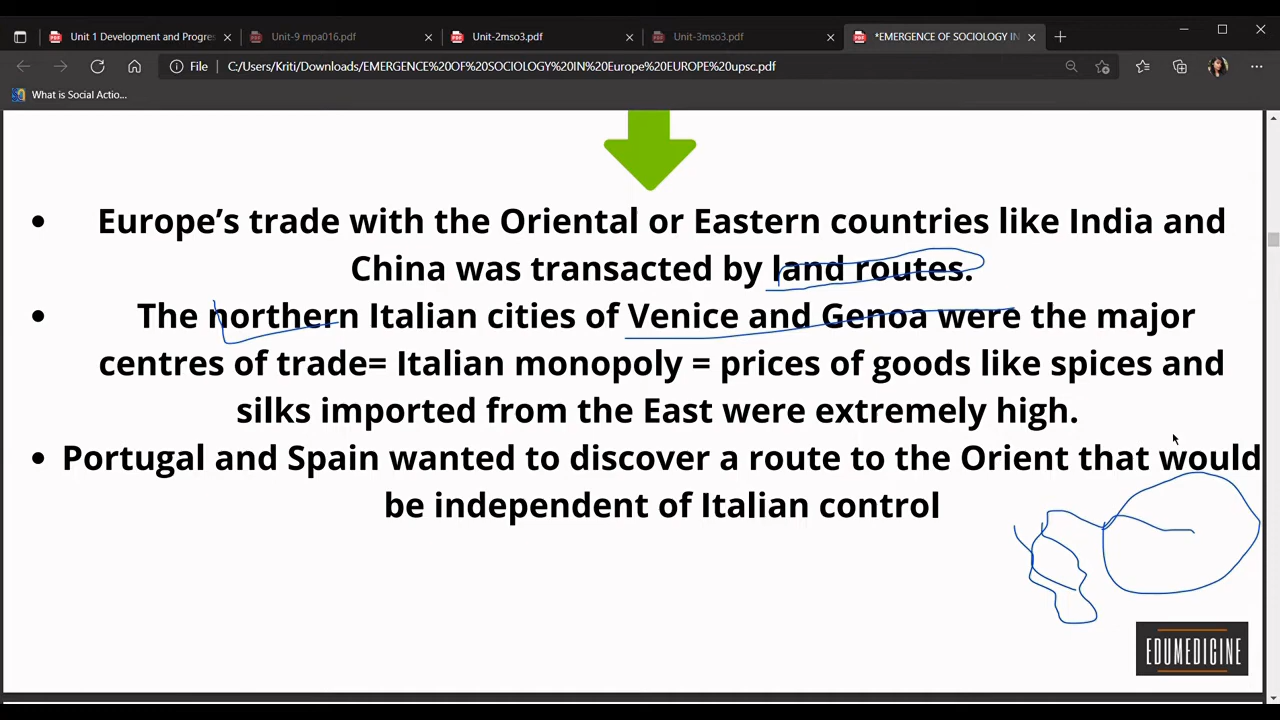 Unit 1 Development and Progres
Unit-9 mpa016.pdf
Unit-2mso3.pdf
Unit-3mso3.pdf
*EMERGENCE OF SOCIOLOGY IN
File
C:/Users/Kriti/Downloads/EMERGENCE%20OF%20SOCIOLOGY%20IN%20Europe%20EUROPE%20upsc.pdf
What is Social Actio...
• Europe’s trade with the Oriental or Eastern countries like India and
China was transacted by land routes.
• The northern Italian cities of Venice and Genoa were the major
centres of trade= Italian monopoly = prices of goods like spices and
silks imported from the East were extremely high.
• Portugal and Spain wanted to discover a route to the Orient that would
be independent of Italian control
EDUMEDICINE